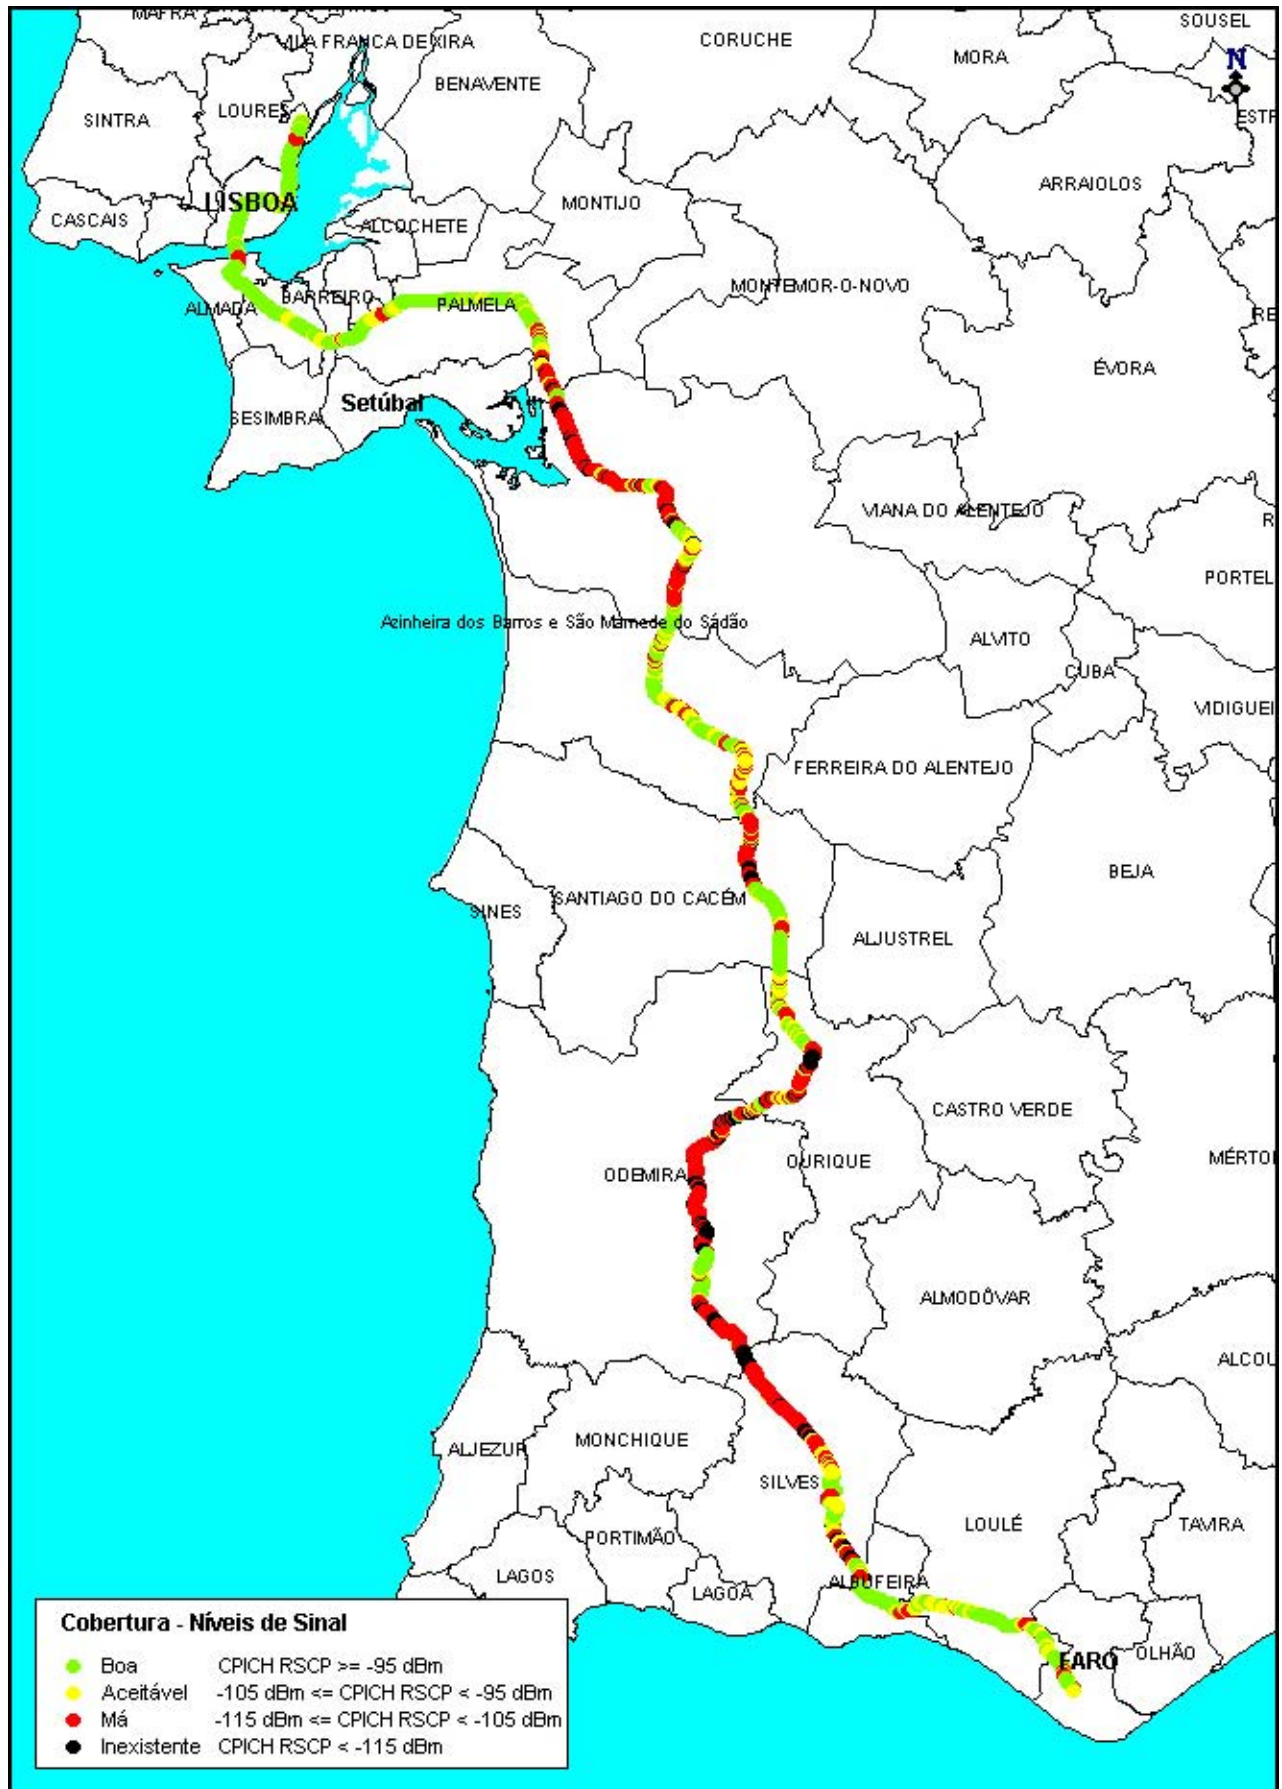 MAFRA
VILA FRANCA DE XIRA
CORUCHE
SOUSEL
MORA
N
BENAVENTE
SINTRA
LOURES
ARRAIOLOS
LISBOA
MONTIJO
CASCAIS
ALCOCHETE
MONTEMOR-O-NOVO
BARREIRO
ALMADA
PALMELA
ÉVORA
Setúbal
SESIMBRA
VIANA DO ALENTEJO
PORTEL
Azinheira dos Barros e São Mamede do Sádão
ALVITO
CUBA
VIDIGUEI
FERREIRA DO ALENTEJO
BEJA
SANTIAGO DO CACÉM
SINES
ALJUSTREL
CASTRO VERDE
ODEMIRA
OURIQUE
MÉRTO
ALMODÔVAR
ALCOU
ALJEZUR
MONCHIQUE
SILVES
PORTIMÃO
LOULÉ
TAVIRA
LAGOS
LAGOA
ALBUFEIRA
FARO
OLHÃO
Cobertura - Níveis de Sinal
Boa CPICH RSCP >= -95 dBm
Aceitável -105 dBm <= CPICH RSCP < -95 dBm
Má -115 dBm <= CPICH RSCP < -105 dBm
Inexistente CPICH RSCP < -115 dBm